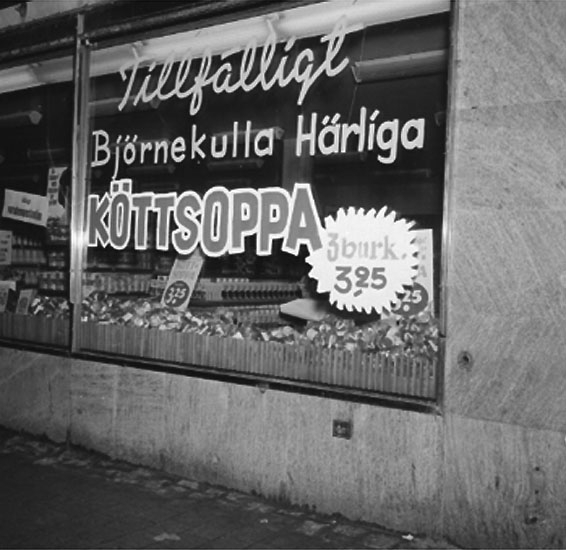 Tillfälligt
Björnekulla Härliga
KÖTTSOPPA
3 burk.
3.25
3.25
3.25